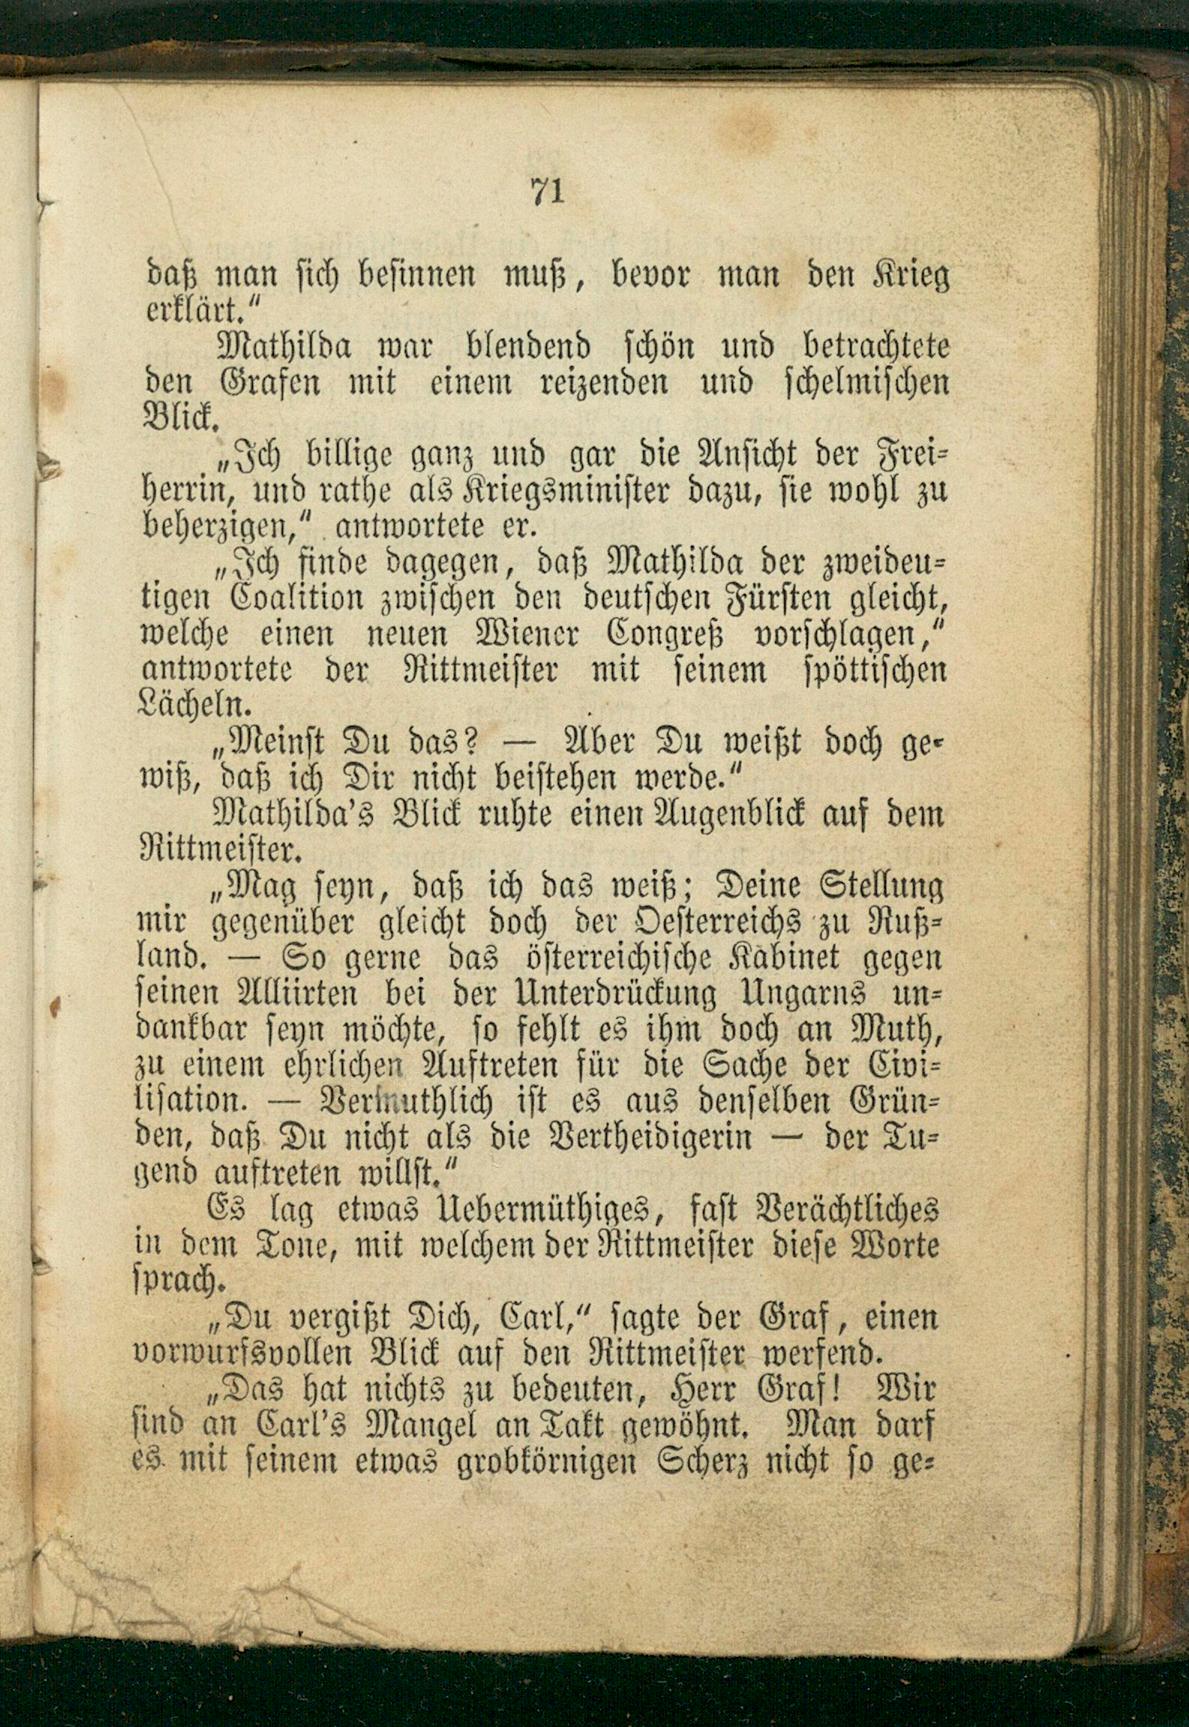 71
daß man sich besinnen muß, bevor man den Krieg
erklärt.“
Mathilda war blendend schön und betrachtete
den Grafen mit einem reizenden und schelmischen
Blick.
„Ich billige ganz und gar die Ansicht der Frei-
herrin, und rathe als Kriegsminister dazu, sie wohl zu
beherzigen,“ antwortete er.
„Ich finde dagegen, daß Mathilda der zweideu-
tigen Coalition zwischen den deutschen Fürsten gleicht,
welche einen neuen Wiener Congreß vorschlagen,“
antwortete der Rittmeister mit seinem spöttischen
Lächeln.
„Meinst Du das? — Aber Du weißt doch ge-
wiß, daß ich Dir nicht beistehen werde.“
Mathilda's Blick ruhte einen Augenblick auf dem
Rittmeister.
„Mag seyn, daß ich das weiß; Deine Stellung
mir gegenüber gleicht doch der Oesterreichs zu Ruß-
land. — So gerne das österreichische Kabinet gegen
seinen Alliirten bei der Unterdrückung Ungarns un-
dankbar seyn möchte, so fehlt es ihm doch an Muth,
zu einem ehrlichen Auftreten für die Sache der Civi-
lisation. — Vermuthlich ist es aus denselben Grün-
den, daß Du nicht als die Vertheidigerin — der Tu-
gend auftreten willst.“
Es lag etwas Uebermüthiges, fast Verächtliches
in dem Tone, mit welchem der Rittmeister diese Worte
sprach.
„Du vergißt Dich, Carl,“ sagte der Graf, einen
vorwurfsvollen Blick auf den Rittmeister werfend.
„Das hat nichts zu bedeuten, Herr Graf! Wir
sind an Carl's Mangel an Takt gewöhnt. Man darf
es mit seinem etwas grobkörnigen Scherz nicht so ge-